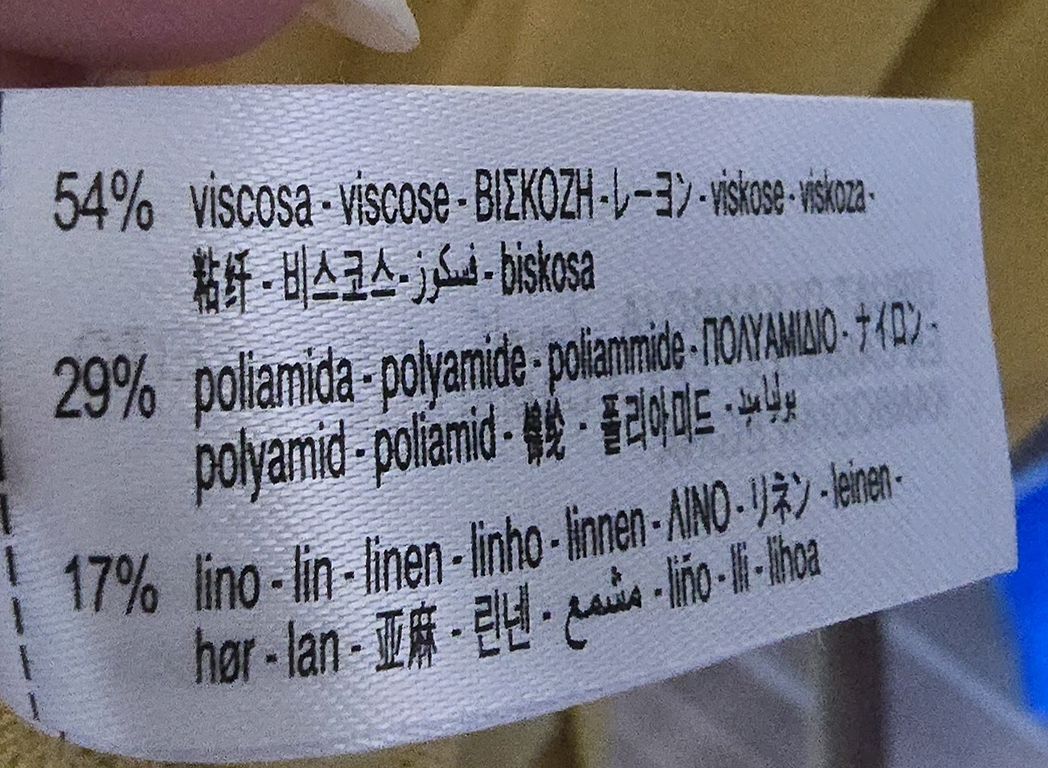 54% viscosa - viscose - ΒΙΣΚΟΖΗ - レーヨン - viskose - viskoza -
粘纤 - 비스코스 - فسكوز - biskosa
29% poliamida - polyamide - poliammide - ΠΟΛΥΑΜΙΔΙΟ - ナイロン -
polyamid - poliamid - 锦纶 - 폴리아미드 -
17% lino - lin - linen - linho - linnen - ΛΙΝΟ - リネン - leinen -
hør - lan - 亚麻 - 린넨 - مشمع - liño - lli - lihoa